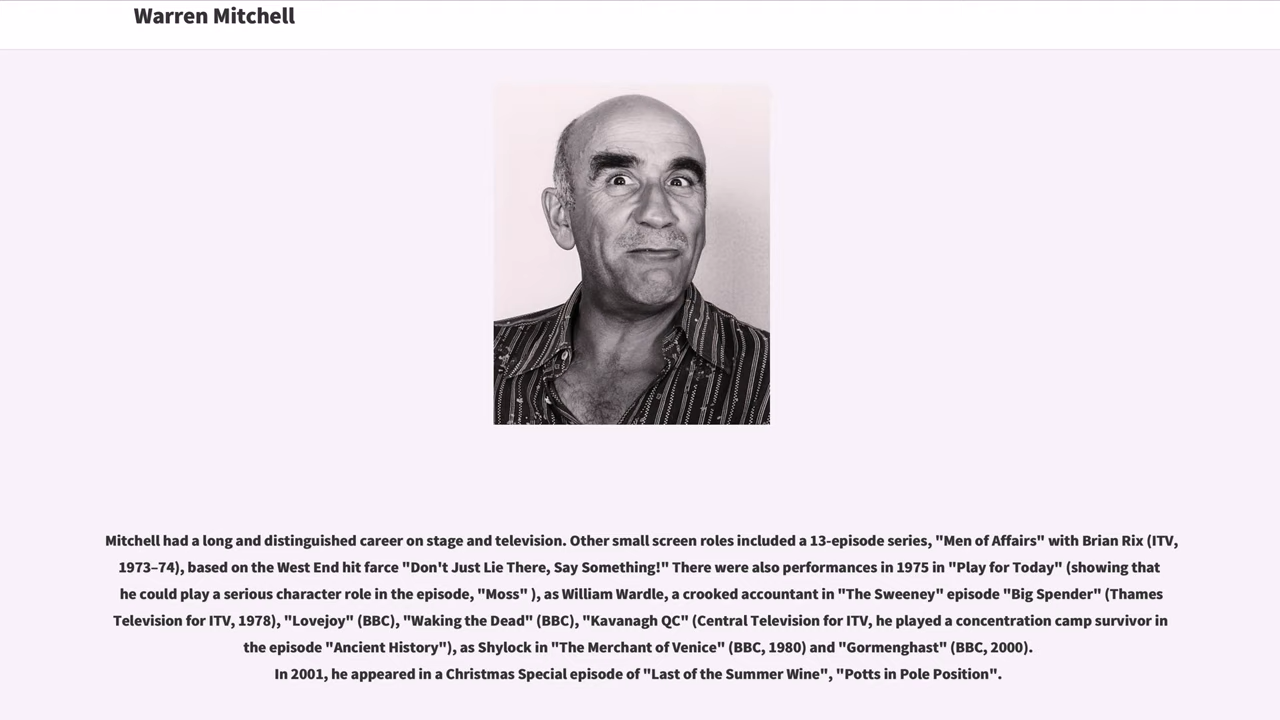 Warren Mitchell
Mitchell had a long and distinguished career on stage and television. Other small screen roles included a 13-episode series, "Men of Affairs" with Brian Rix (ITV,
1973–74), based on the West End hit farce "Don't Just Lie There, Say Something!" There were also performances in 1975 in "Play for Today" (showing that
he could play a serious character role in the episode, "Moss" ), as William Wardle, a crooked accountant in "The Sweeney" episode "Big Spender" (Thames
Television for ITV, 1978), "Lovejoy" (BBC), "Waking the Dead" (BBC), "Kavanagh QC" (Central Television for ITV, he played a concentration camp survivor in
the episode "Ancient History"), as Shylock in "The Merchant of Venice" (BBC, 1980) and "Gormenghast" (BBC, 2000).
In 2001, he appeared in a Christmas Special episode of "Last of the Summer Wine", "Potts in Pole Position".